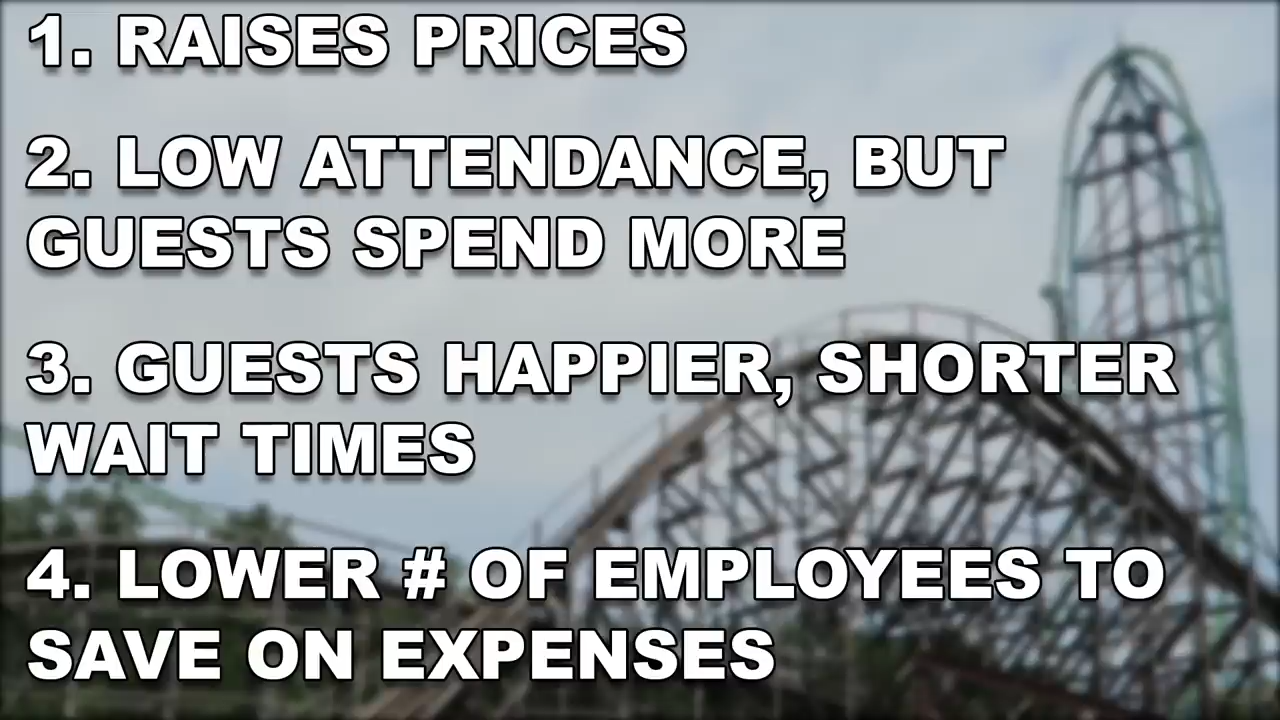 1. RAISES PRICES
2. LOW ATTENDANCE, BUT
GUESTS SPEND MORE
3. GUESTS HAPPIER, SHORTER
WAIT TIMES
4. LOWER # OF EMPLOYEES TO
SAVE ON EXPENSES